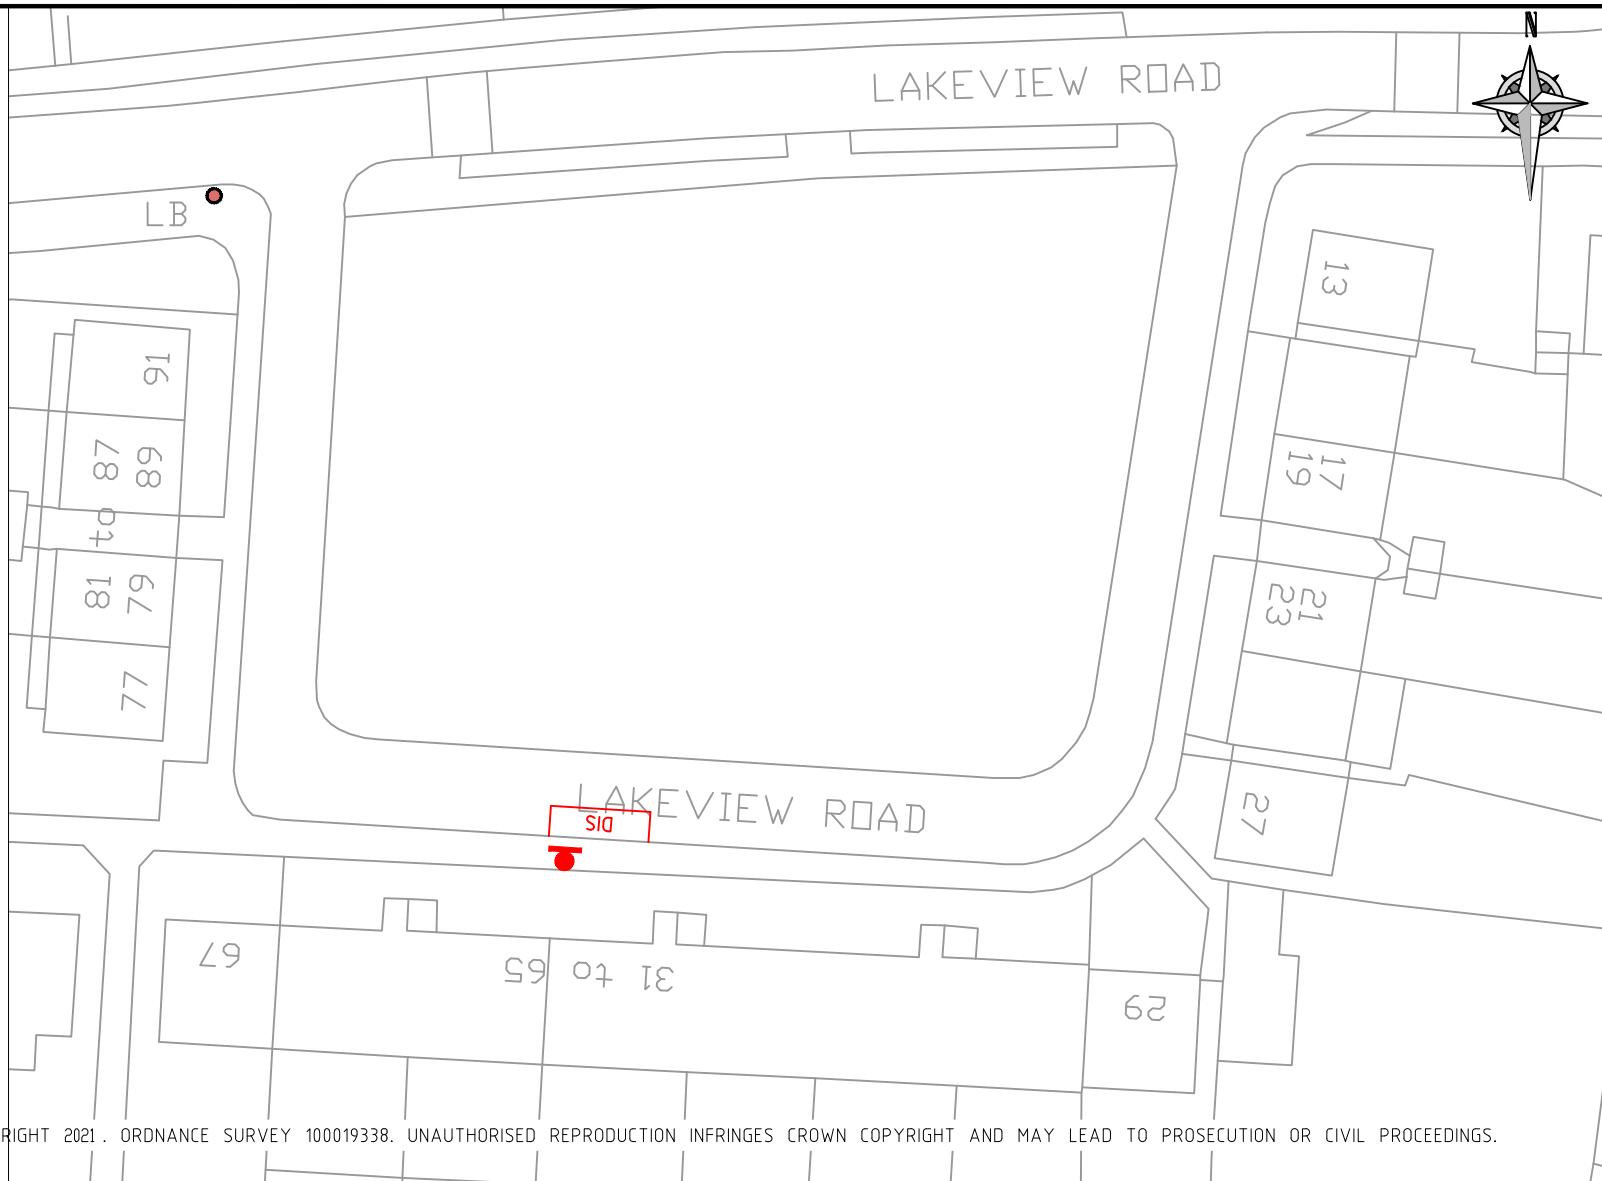 N
LAKEVIEW ROAD
LB
13
91
87
89
to
81
79
77
17
19
21
23
27
LAKEVIEW ROAD
DIS
67
31 to 65
29
RIGHT 2021. ORDNANCE SURVEY 100019338. UNAUTHORISED REPRODUCTION INFRINGES CROWN COPYRIGHT AND MAY LEAD TO PROSECUTION OR CIVIL PROCEEDINGS.